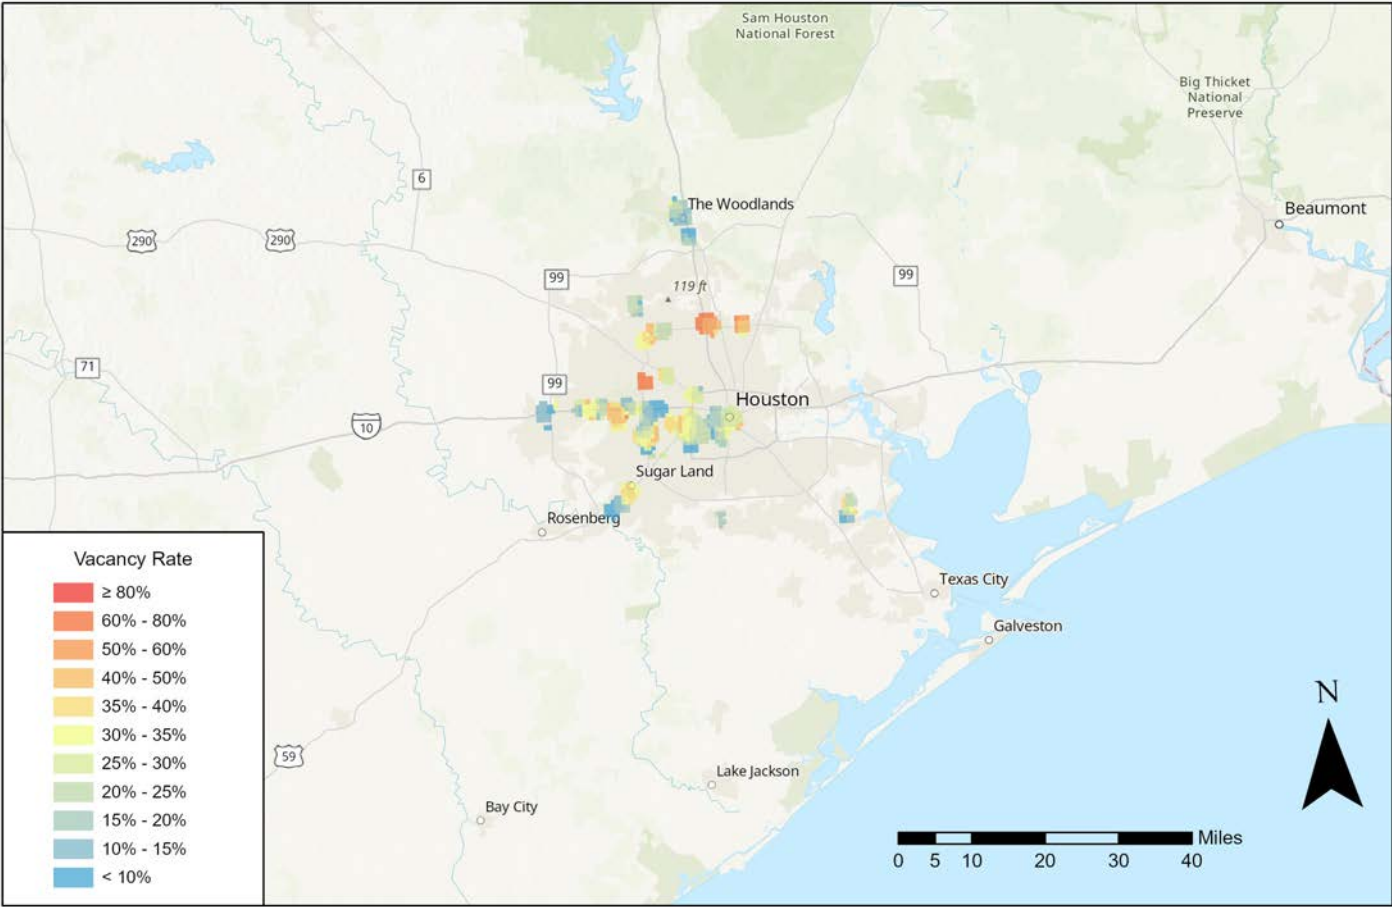 Sam Houston
National Forest
Big Thicket
National
Preserve
6
The Woodlands
Beaumont
290
290
99
99
119 ft
71
99
Houston
10
Sugar Land
Rosenberg
Texas City
Galveston
59
Lake Jackson
Bay City
Vacancy Rate
≥ 80%
60% - 80%
50% - 60%
40% - 50%
35% - 40%
30% - 35%
25% - 30%
20% - 25%
15% - 20%
10% - 15%
< 10%
N
Miles
0 5 10 20 30 40